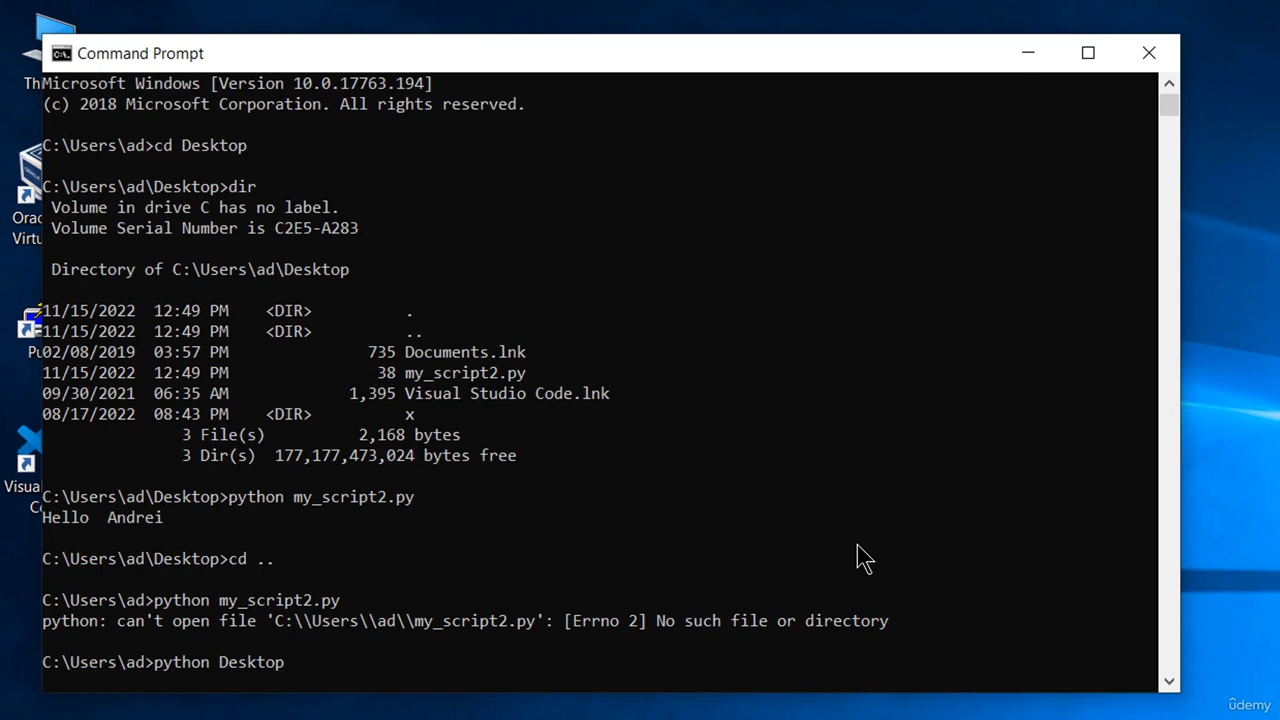 Command Prompt
Th
Microsoft Windows [Version 10.0.17763.194]
(c) 2018 Microsoft Corporation. All rights reserved.
C:\Users\ad>cd Desktop
C:\Users\ad\Desktop>dir
Volume in drive C has no label.
Orac
Volume Serial Number is C2E5-A283
Virtu
Directory of C:\Users\ad\Desktop
11/15/2022  12:49 PM    <DIR>          .
11/15/2022  12:49 PM    <DIR>          ..
Pu
02/08/2019  03:57 PM               735 Documents.lnk
11/15/2022  12:49 PM                38 my_script2.py
09/30/2021  06:35 AM             1,395 Visual Studio Code.lnk
08/17/2022  08:43 PM    <DIR>          x
3 File(s)          2,168 bytes
3 Dir(s)  177,177,473,024 bytes free
Visual
C:\Users\ad\Desktop>python my_script2.py
Co
Hello  Andrei
C:\Users\ad\Desktop>cd ..
C:\Users\ad>python my_script2.py
python: can't open file 'C:\\Users\\ad\\my_script2.py': [Errno 2] No such file or directory
C:\Users\ad>python Desktop
ûdemy